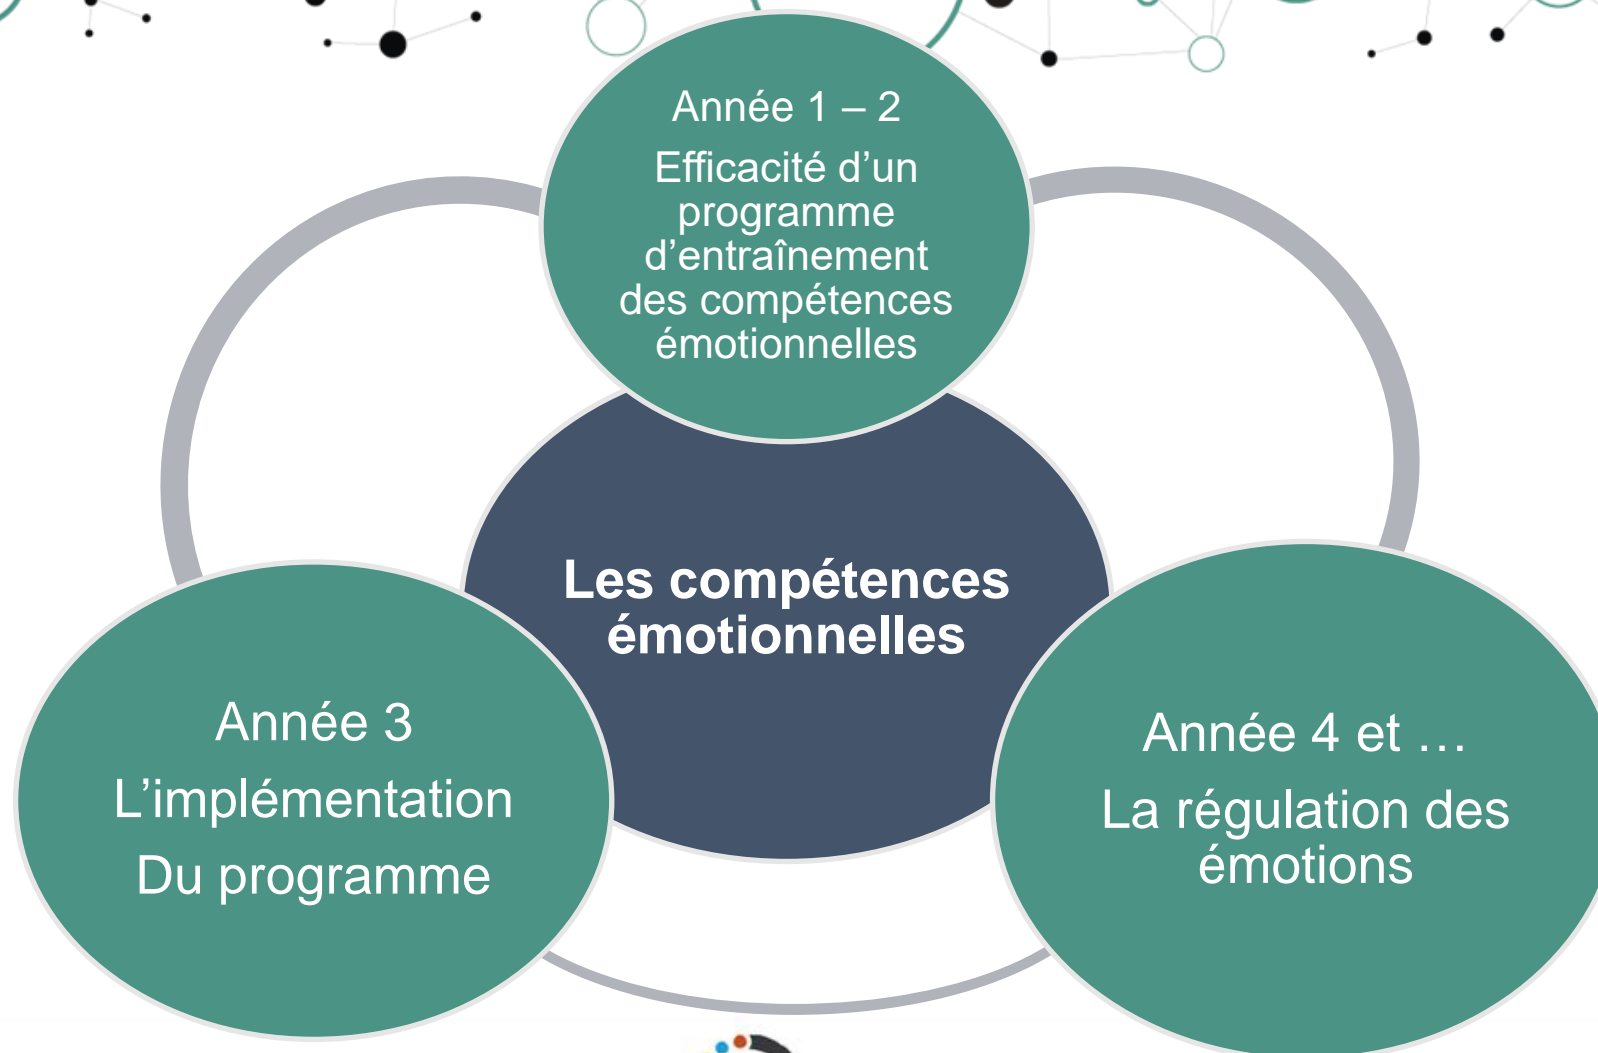 Année 1 – 2
Efficacité d’un
programme
d’entraînement
des compétences
émotionnelles
Les compétences
émotionnelles
Année 3
L’implémentation
Du programme
Année 4 et …
La régulation des
émotions